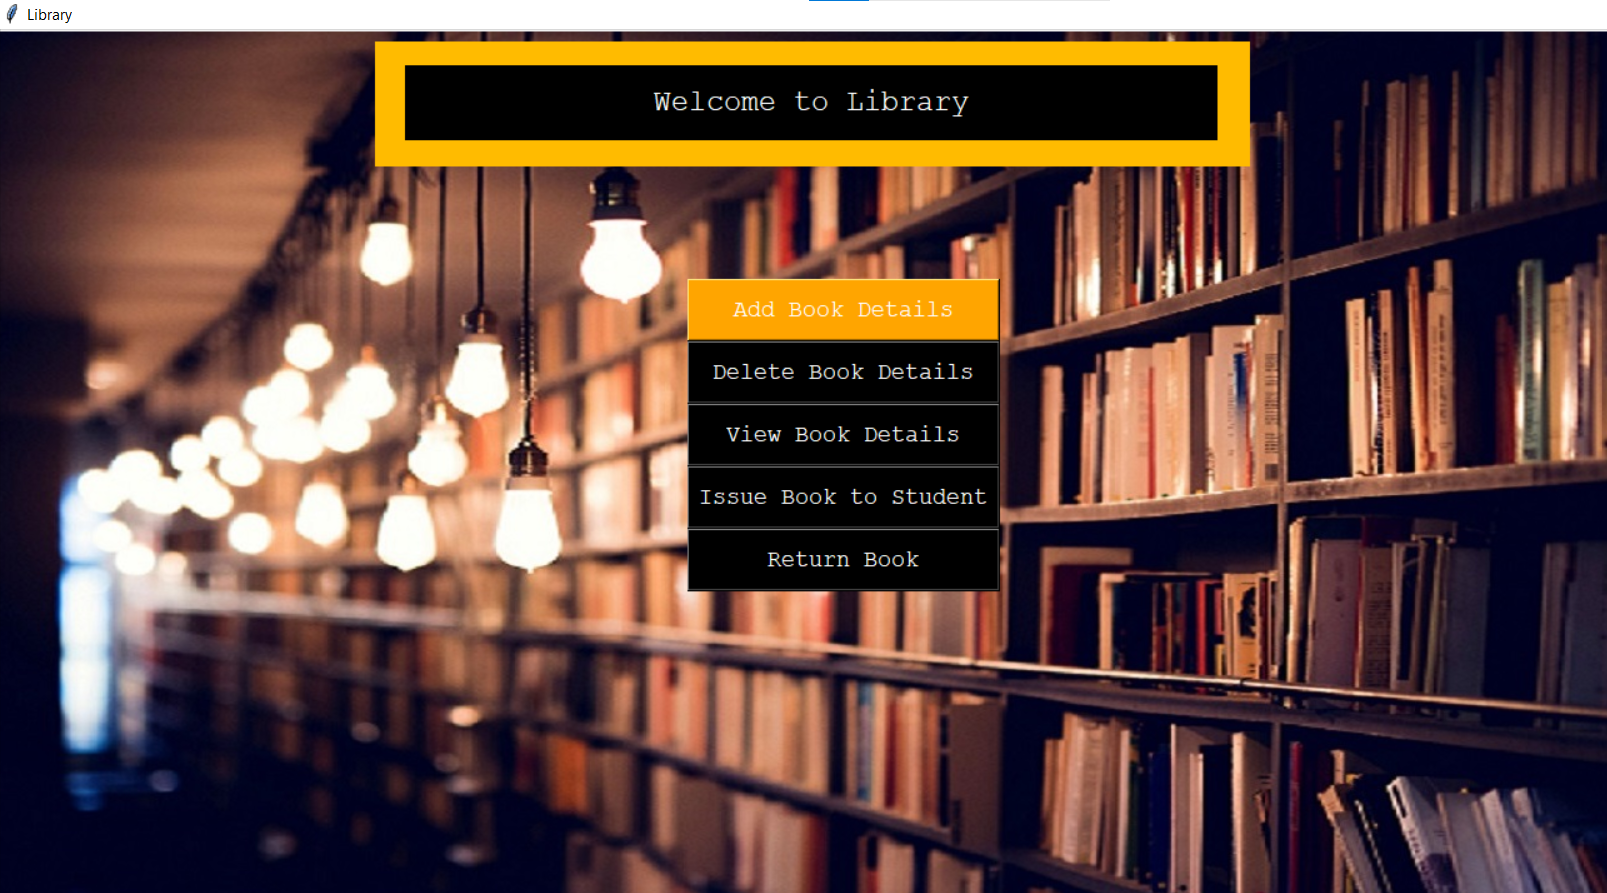 Library
Welcome to Library
Add Book Details
Delete Book Details
View Book Details
Issue Book to Student
Return Book